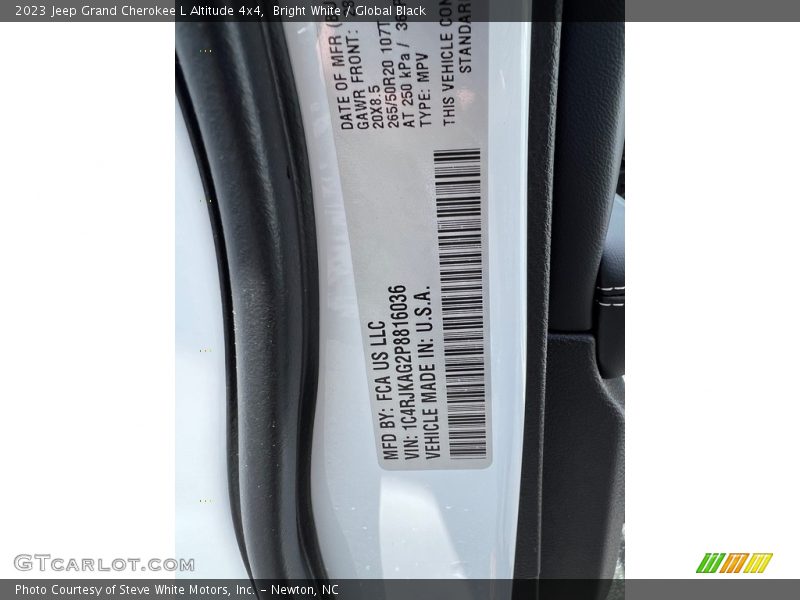 2023 Jeep Grand Cherokee L Altitude 4x4, Bright White / Global Black
DATE OF MFR
GAWR FRONT:
20X8.5
265/50R20 107T
AT 250 kPa /
TYPE: MPV
THIS VEHICLE
STANDARD
MFD BY: FCA US LLC
VIN: 1C4RJKAG2P8816036
VEHICLE MADE IN: U.S.A.
GTCARLOT.COM
Photo Courtesy of Steve White Motors, Inc. – Newton, NC